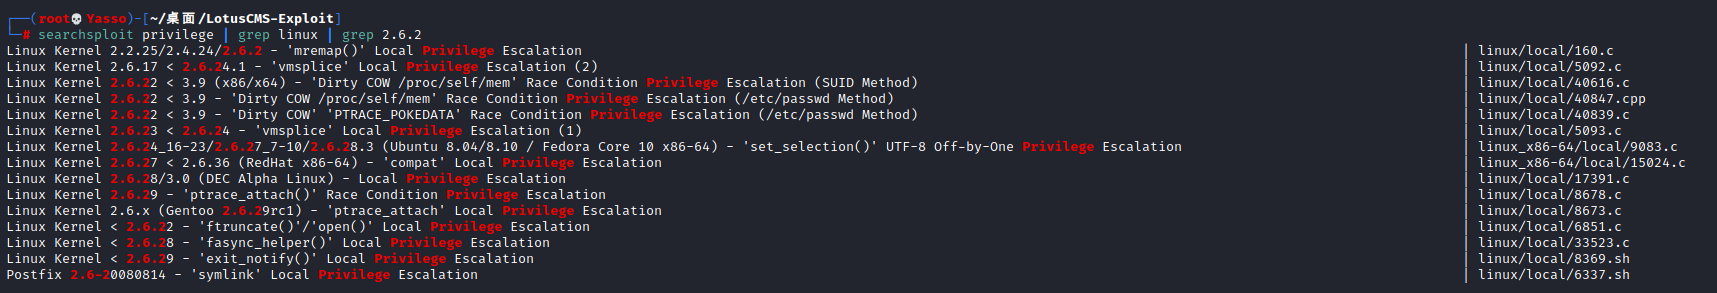 ┌──(root💀Yasso)-[~/桌面/LotusCMS-Exploit]
└─# searchsploit privilege | grep linux | grep 2.6.2
Linux Kernel 2.2.25/2.4.24/2.6.2 - 'mremap()' Local Privilege Escalation | linux/local/160.c
Linux Kernel 2.6.17 < 2.6.24.1 - 'vmsplice' Local Privilege Escalation (2) | linux/local/5092.c
Linux Kernel 2.6.22 < 3.9 (x86/x64) - 'Dirty COW /proc/self/mem' Race Condition Privilege Escalation (SUID Method) | linux/local/40616.c
Linux Kernel 2.6.22 < 3.9 - 'Dirty COW /proc/self/mem' Race Condition Privilege Escalation (/etc/passwd Method) | linux/local/40847.cpp
Linux Kernel 2.6.22 < 3.9 - 'Dirty COW' 'PTRACE_POKEDATA' Race Condition Privilege Escalation (/etc/passwd Method) | linux/local/40839.c
Linux Kernel 2.6.23 < 2.6.24 - 'vmsplice' Local Privilege Escalation (1) | linux/local/5093.c
Linux Kernel 2.6.24_16-23/2.6.27_7-10/2.6.28.3 (Ubuntu 8.04/8.10 / Fedora Core 10 x86-64) - 'set_selection()' UTF-8 Off-by-One Privilege Escalation | linux_x86-64/local/9083.c
Linux Kernel 2.6.27 < 2.6.36 (RedHat x86-64) - 'compat' Local Privilege Escalation | linux_x86-64/local/15024.c
Linux Kernel 2.6.28/3.0 (DEC Alpha Linux) - Local Privilege Escalation | linux/local/17391.c
Linux Kernel 2.6.29 - 'ptrace_attach()' Race Condition Privilege Escalation | linux/local/8678.c
Linux Kernel 2.6.x (Gentoo 2.6.29rc1) - 'ptrace_attach' Local Privilege Escalation | linux/local/8673.c
Linux Kernel < 2.6.22 - 'ftruncate()'/'open()' Local Privilege Escalation | linux/local/6851.c
Linux Kernel < 2.6.28 - 'fasync_helper()' Local Privilege Escalation | linux/local/33523.c
Linux Kernel < 2.6.29 - 'exit_notify()' Local Privilege Escalation | linux/local/8369.sh
Postfix 2.6-20080814 - 'symlink' Local Privilege Escalation | linux/local/6337.sh